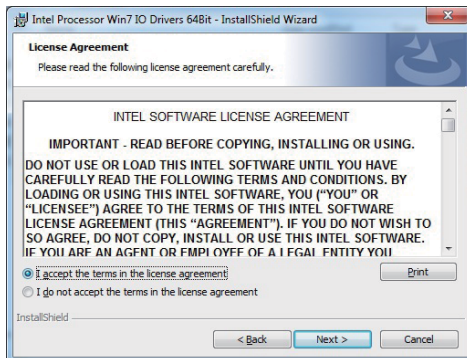 Intel Processor Win7 IO Drivers 64Bit - InstallShield Wizard
License Agreement
Please read the following license agreement carefully.
INTEL SOFTWARE LICENSE AGREEMENT
IMPORTANT - READ BEFORE COPYING, INSTALLING OR USING.
DO NOT USE OR LOAD THIS INTEL SOFTWARE UNTIL YOU HAVE
CAREFULLY READ THE FOLLOWING TERMS AND CONDITIONS. BY
LOADING OR USING THIS INTEL SOFTWARE, YOU (“YOU” OR
“LICENSEE”) AGREE TO THE TERMS OF THIS INTEL SOFTWARE
LICENSE AGREEMENT (THIS “AGREEMENT”). IF YOU DO NOT WISH TO
SO AGREE, DO NOT COPY, INSTALL OR USE THIS INTEL SOFTWARE.
IF YOU ARE AN AGENT OR EMPLOYEE OF A LEGAL ENTITY YOU
I accept the terms in the license agreement
Print
I do not accept the terms in the license agreement
InstallShield
< Back
Next >
Cancel